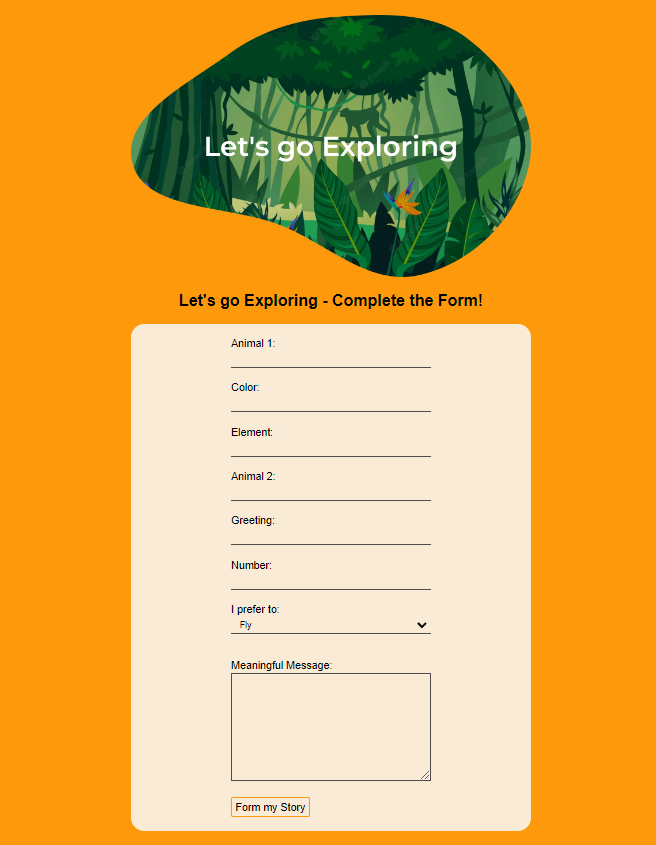 Let's go Exploring
Let's go Exploring - Complete the Form!
Animal 1:
Color:
Element:
Animal 2:
Greeting:
Number:
I prefer to:
Fly
Meaningful Message:
Form my Story